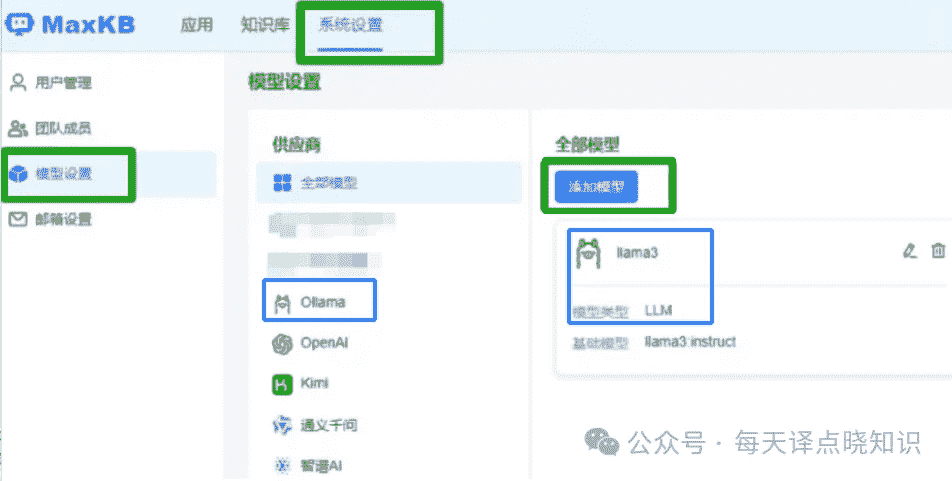 MaxKB 应用 知识库 系统设置
用户管理
团队成员
模型设置
邮箱设置
模型设置
供应商
全部模型
Ollama
OpenAI
Kimi
通义千问
智谱AI
全部模型
添加模型
llama3
模型类型 LLM
基础模型 llama3:instruct
公众号 · 每天译点晓知识